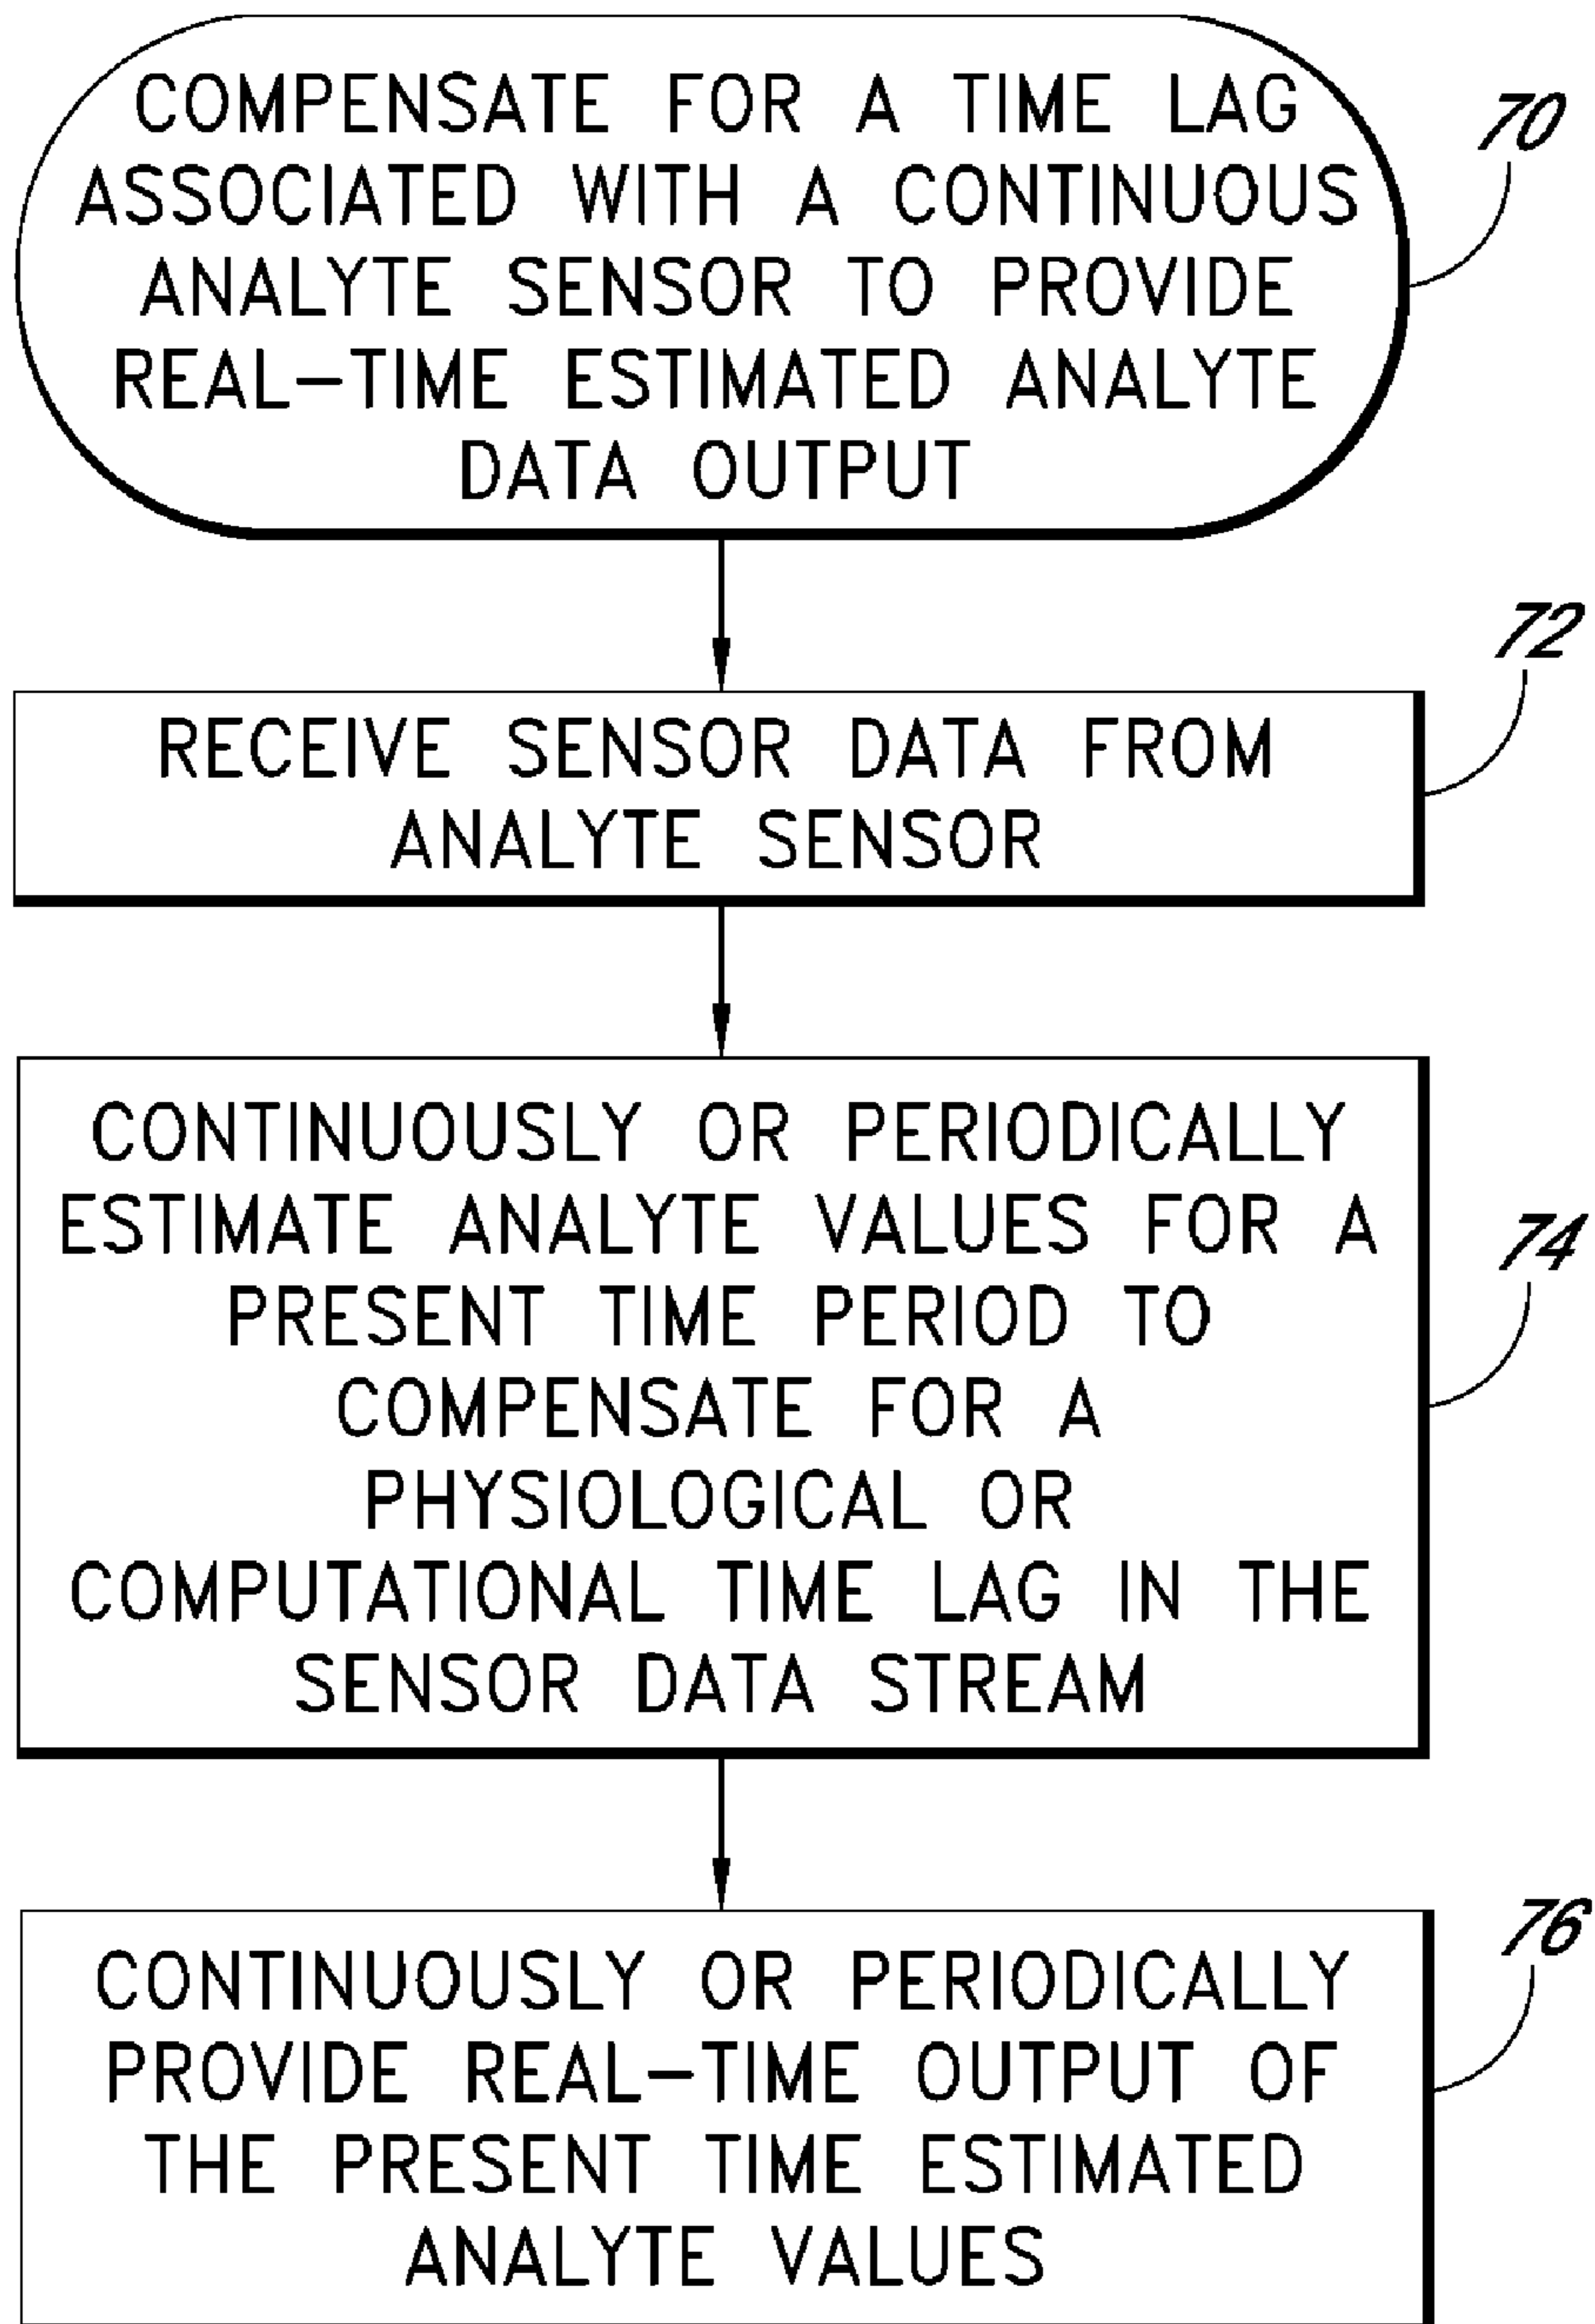 COMPENSATE FOR A TIME LAG
ASSOCIATED WITH A CONTINUOUS
ANALYTE SENSOR TO PROVIDE
REAL-TIME ESTIMATED ANALYTE
DATA OUTPUT
70
72
RECEIVE SENSOR DATA FROM
ANALYTE SENSOR
CONTINUOUSLY OR PERIODICALLY
ESTIMATE ANALYTE VALUES FOR A
PRESENT TIME PERIOD TO
COMPENSATE FOR A
PHYSIOLOGICAL OR
COMPUTATIONAL TIME LAG IN THE
SENSOR DATA STREAM
74
76
CONTINUOUSLY OR PERIODICALLY
PROVIDE REAL-TIME OUTPUT OF
THE PRESENT TIME ESTIMATED
ANALYTE VALUES